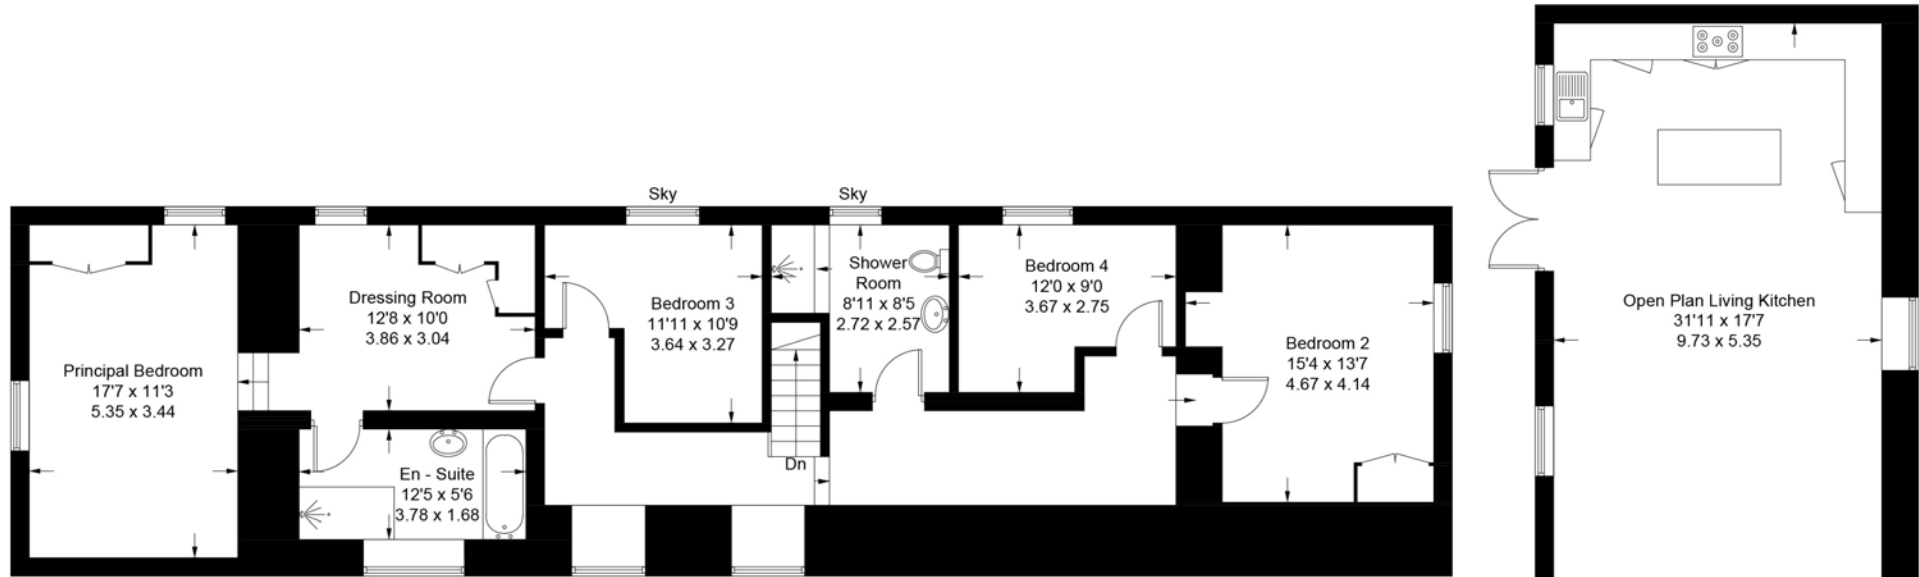 Sky
Sky
Principal Bedroom
17'7 x 11'3
5.35 x 3.44
Dressing Room
12'8 x 10'0
3.86 x 3.04
En - Suite
12'5 x 5'6
3.78 x 1.68
Bedroom 3
11'11 x 10'9
3.64 x 3.27
Shower
Room
8'11 x 8'5
2.72 x 2.57
Dn
Bedroom 4
12'0 x 9'0
3.67 x 2.75
Bedroom 2
15'4 x 13'7
4.67 x 4.14
Open Plan Living Kitchen
31'11 x 17'7
9.73 x 5.35